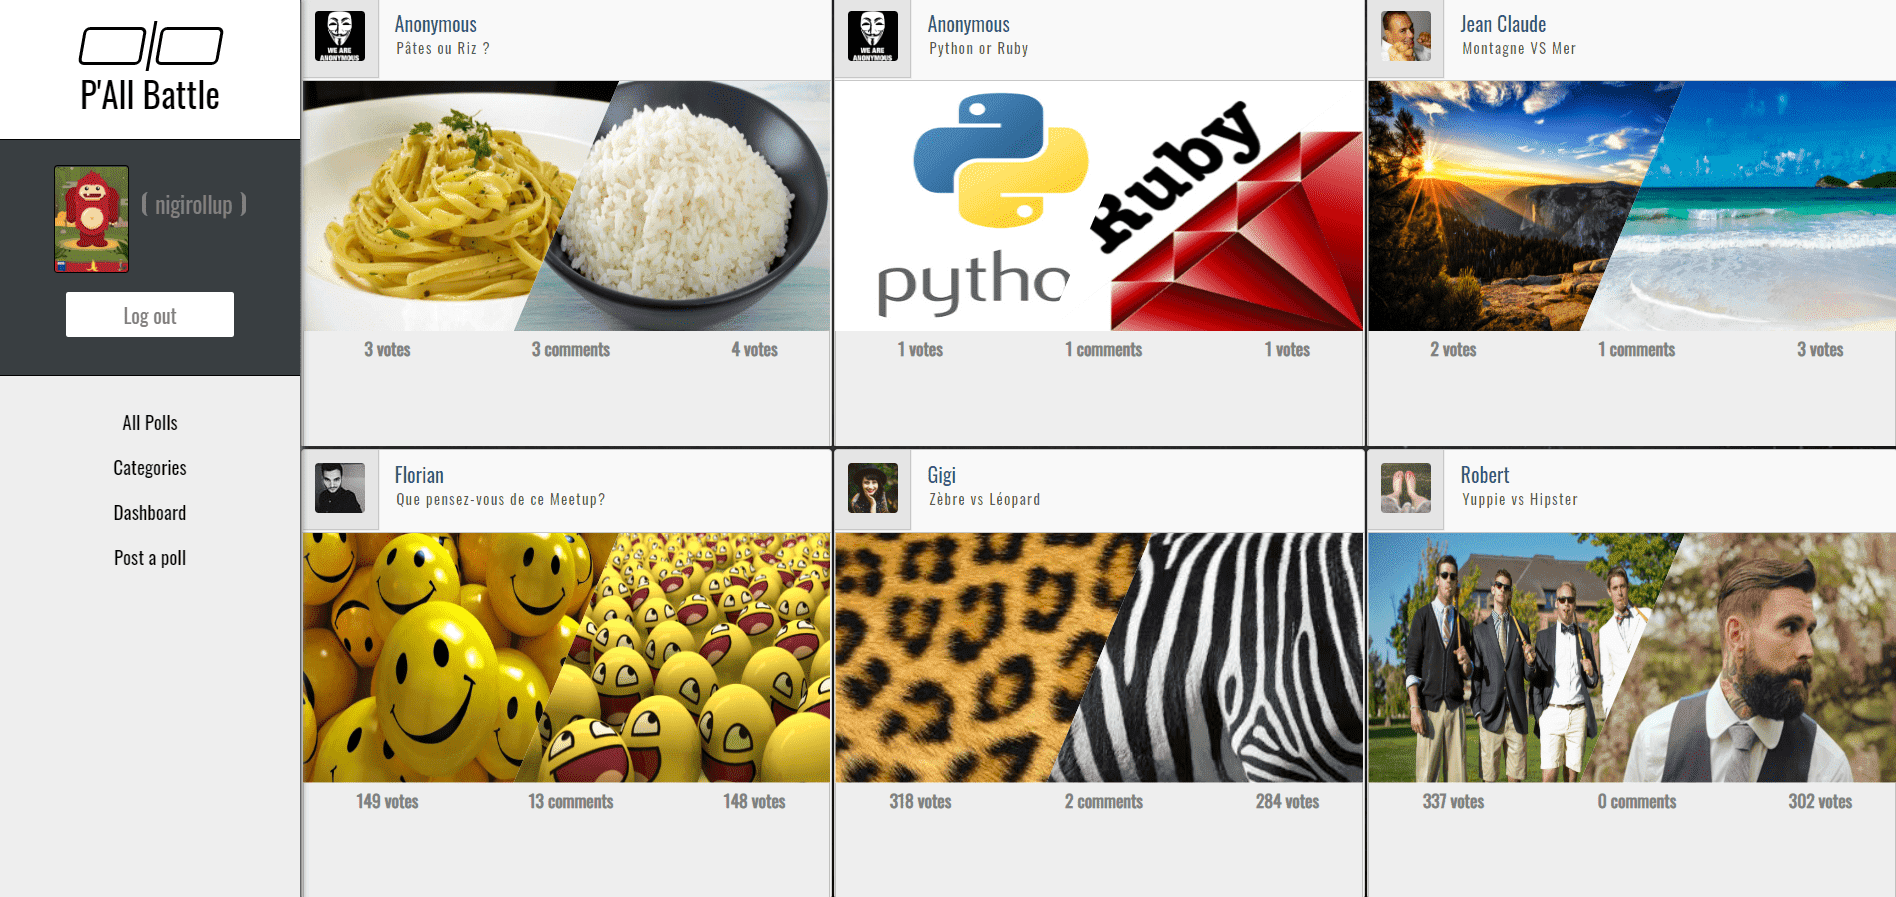 P'All Battle
nigirollup
Log out
All Polls
Categories
Dashboard
Post a poll
WE ARE
ANONYMOUS
Anonymous
Pâtes ou Riz ?
3 votes
3 comments
4 votes
WE ARE
ANONYMOUS
Anonymous
Python or Ruby
pytho
Ruby
1 votes
1 comments
1 votes
Jean Claude
Montagne VS Mer
2 votes
1 comments
3 votes
Florian
Que pensez-vous de ce Meetup?
149 votes
13 comments
148 votes
Gigi
Zèbre vs Léopard
318 votes
2 comments
284 votes
Robert
Yuppie vs Hipster
337 votes
0 comments
302 votes